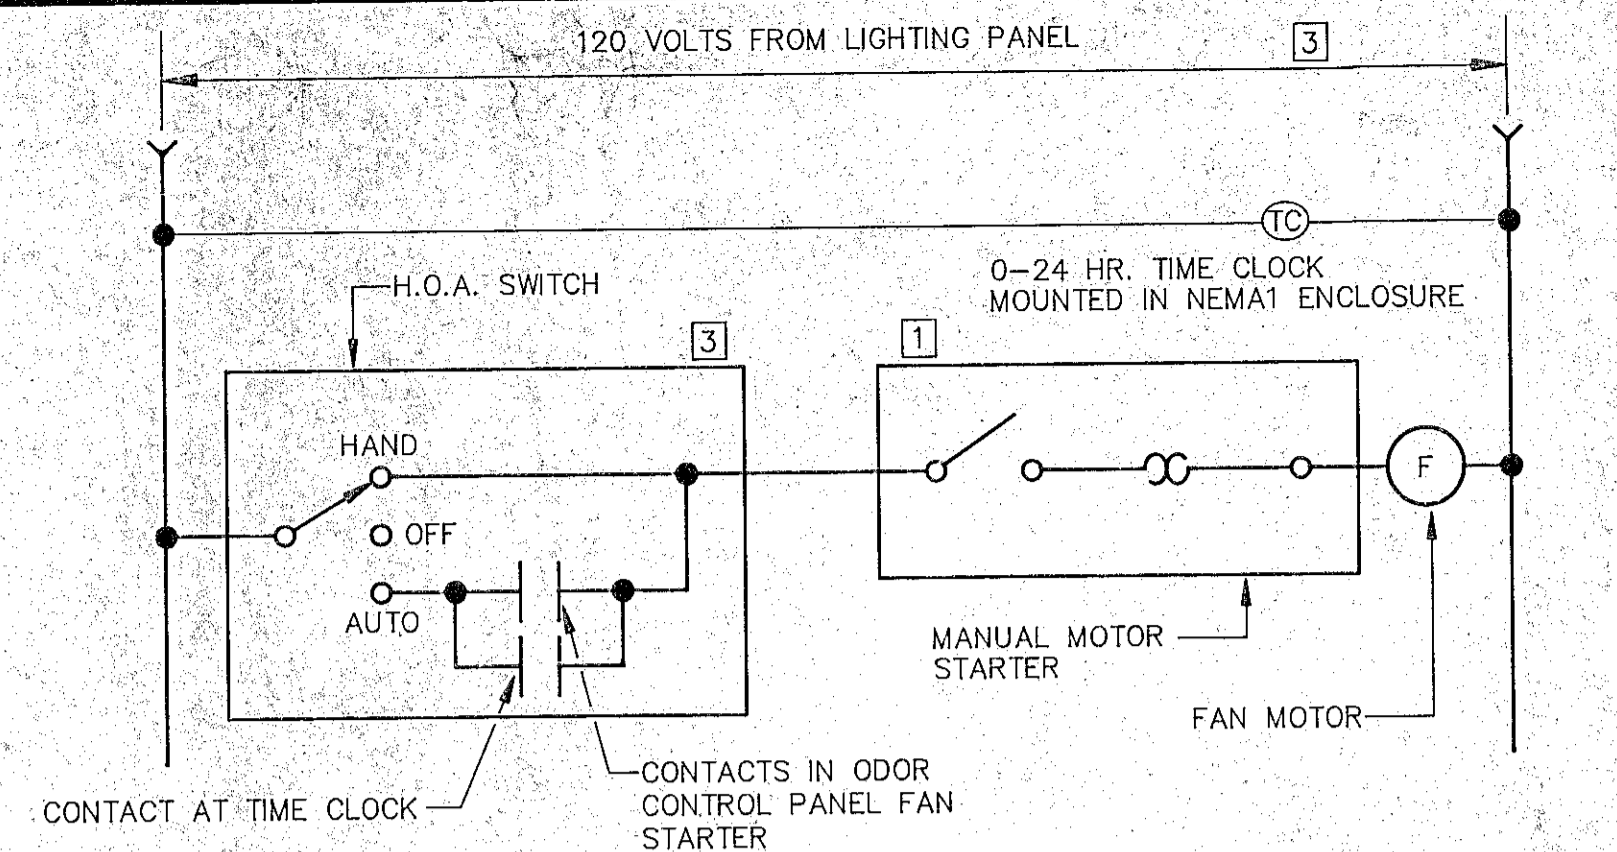 120 VOLTS FROM LIGHTING PANEL
3
TC
0-24 HR. TIME CLOCK
MOUNTED IN NEMA1 ENCLOSURE
H.O.A. SWITCH
3
1
HAND
OFF
AUTO
F
MANUAL MOTOR
STARTER
FAN MOTOR
CONTACT AT TIME CLOCK
CONTACTS IN ODOR
CONTROL PANEL FAN
STARTER